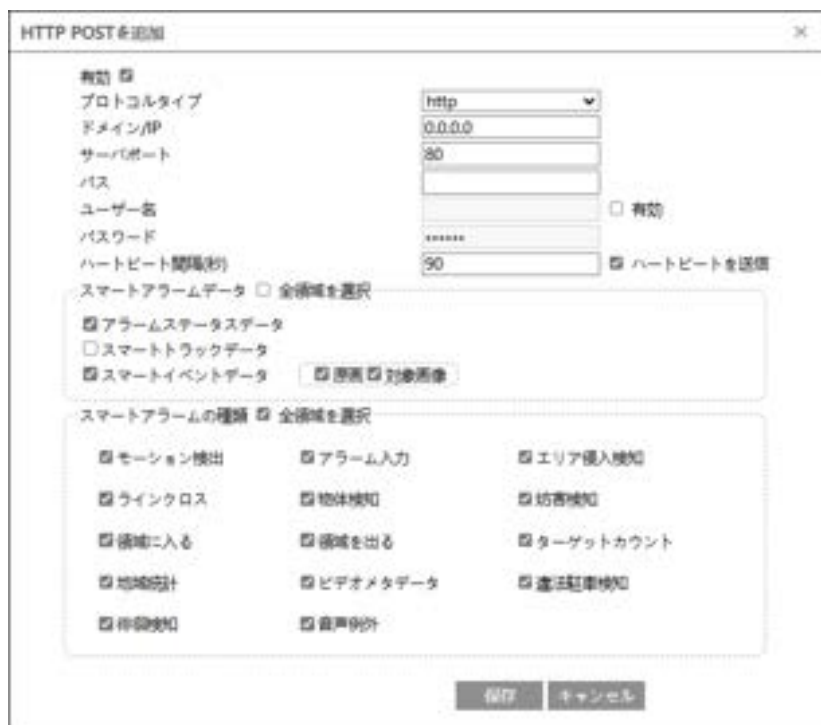 HTTP POSTを追加 ×
有効
プロトコルタイプ http
ドメイン/IP 0.0.0.0
サーバポート 80
パス
ユーザー名 有効
パスワード ••••••
ハートビート間隔(秒) 90 ハートビートを送信
スマートアラームデータ 全領域を選択
アラームステータスデータ
スマートトラックデータ
スマートイベントデータ 原画 対象画像
スマートアラームの種類 全領域を選択
モーション検出 アラーム入力 エリア侵入検知
ラインクロス 物体検知 妨害検知
領域に入る 領域を出る ターゲットカウント
地域統計 ビデオメタデータ 違法駐車検知
徘徊検知 音声例外
保存 キャンセル